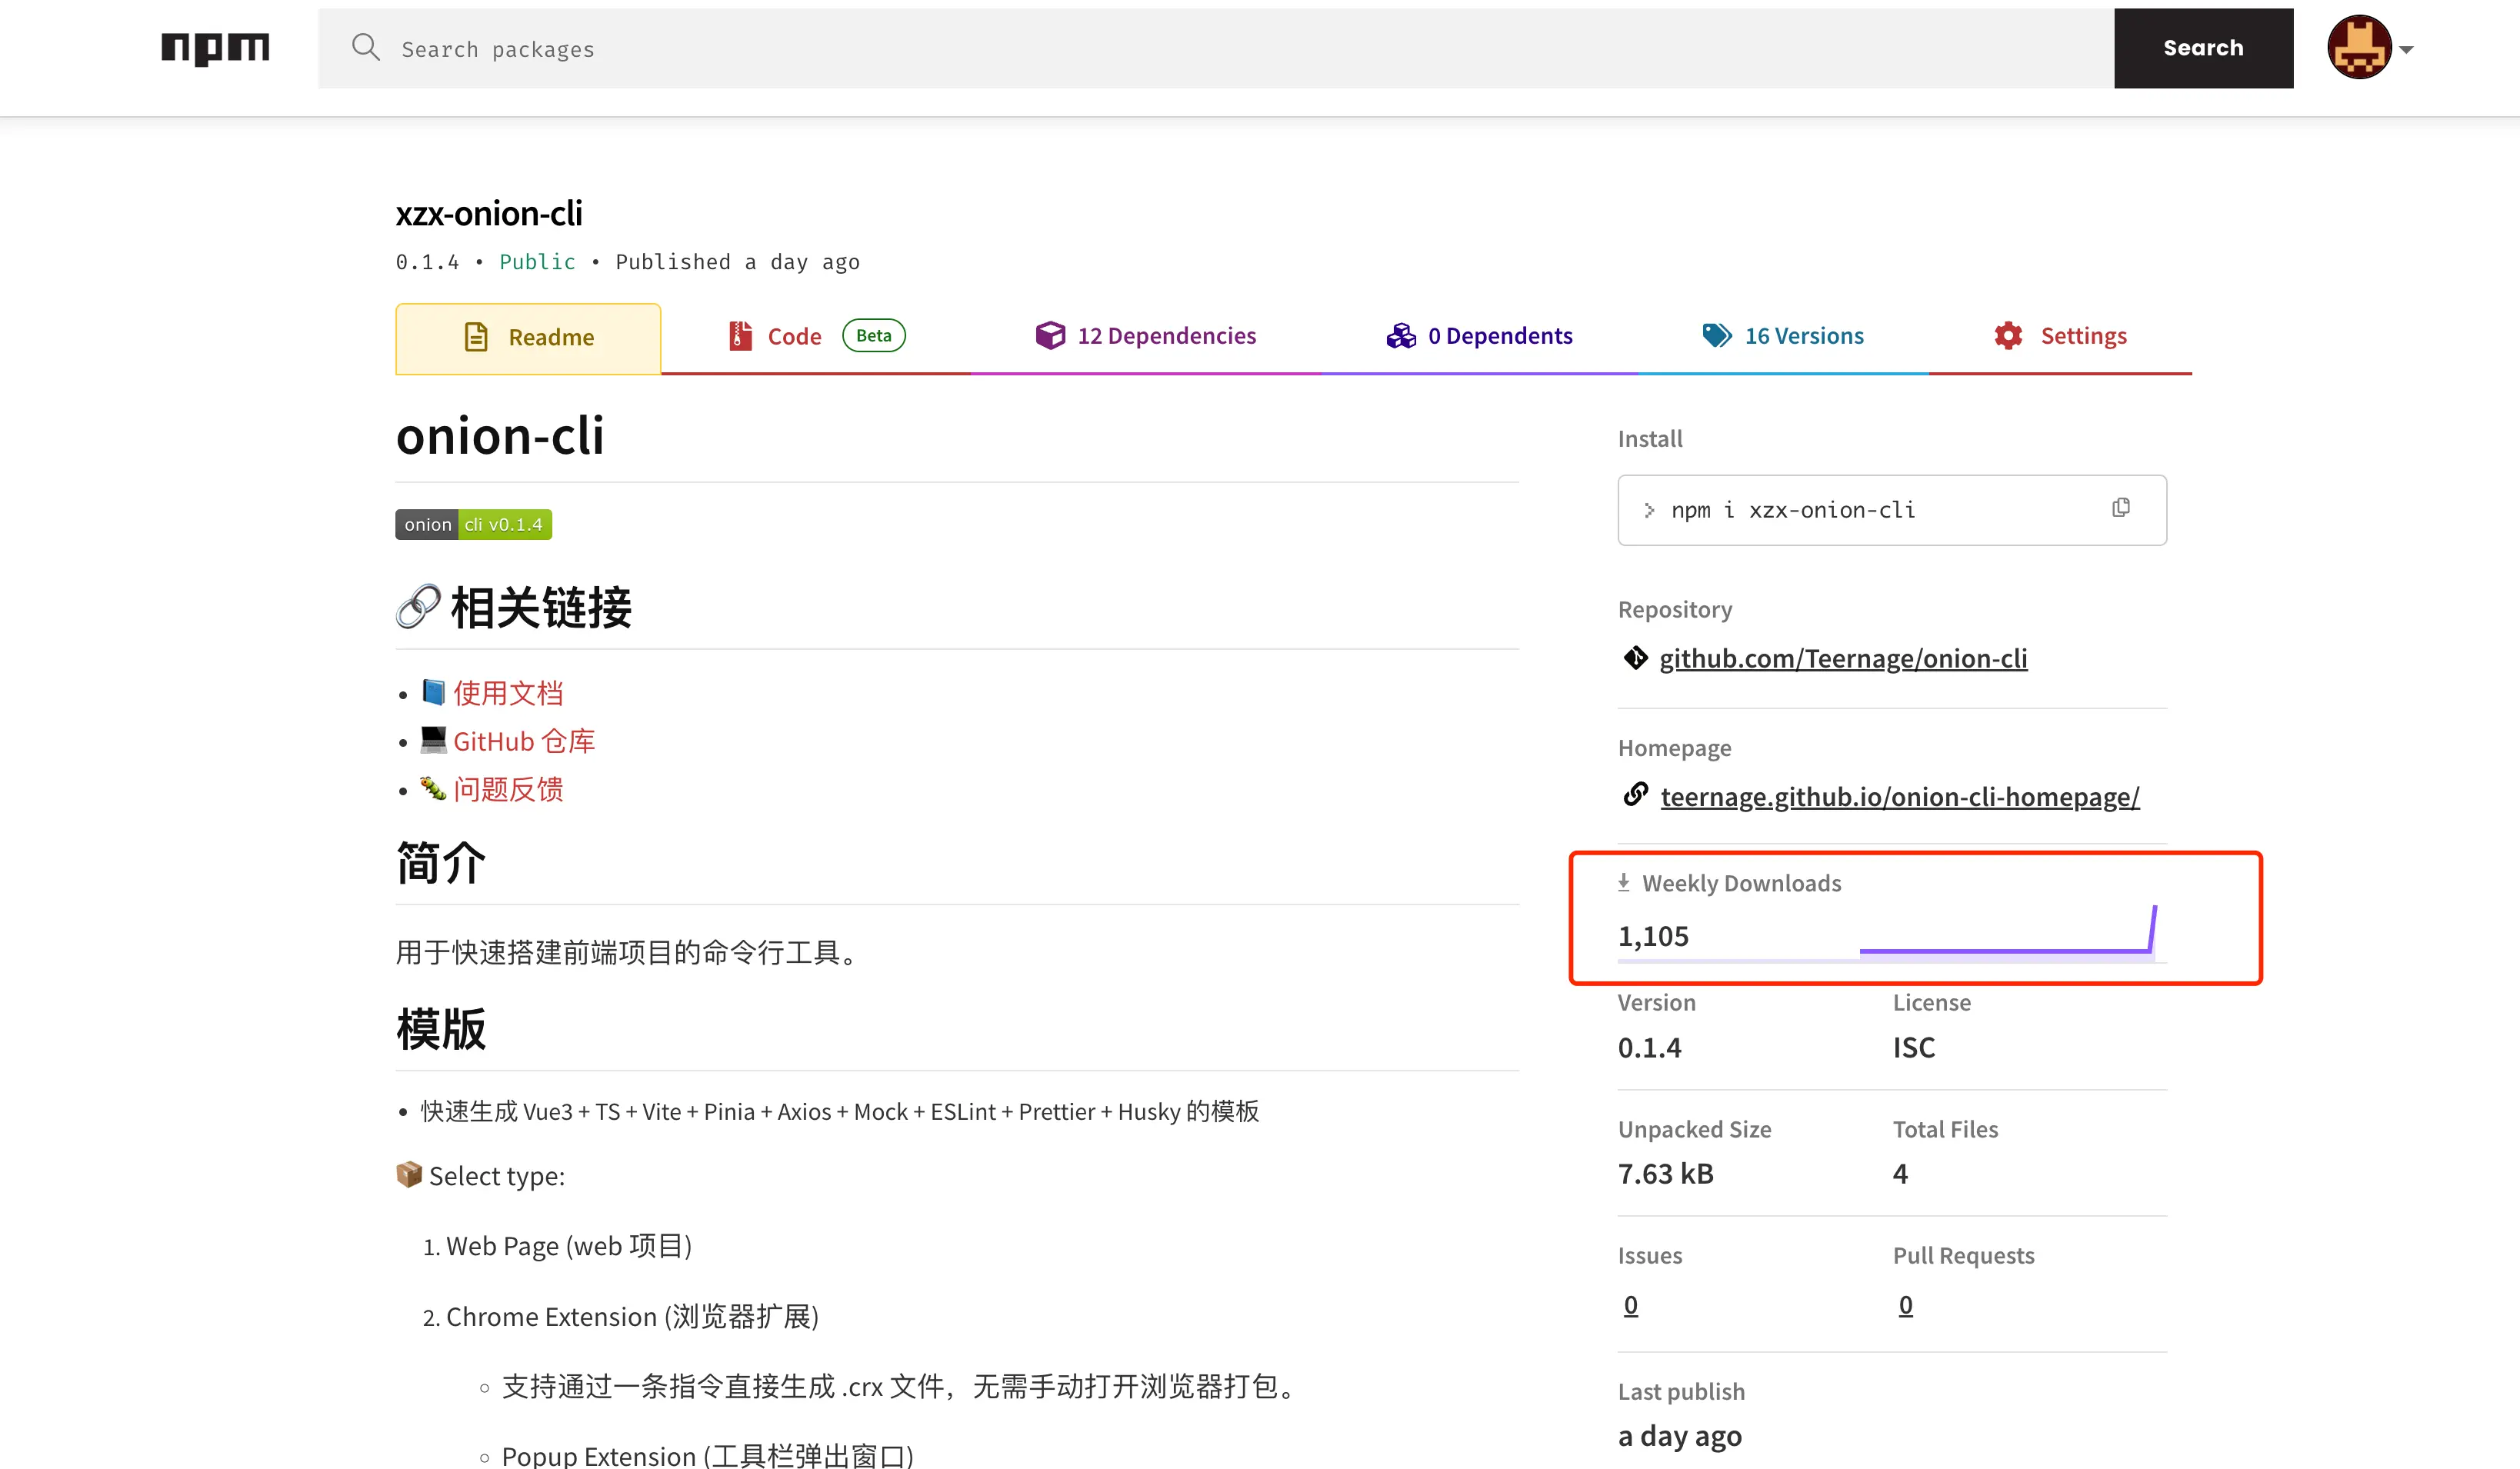 npm
Search packages
Search
xzx-onion-cli
0.1.4 • Public • Published a day ago
Readme
Code Beta
12 Dependencies
0 Dependents
16 Versions
Settings
onion-cli
onion cli v0.1.4
🔗 相关链接
• 📘 使用文档
• 💻 GitHub 仓库
• 🐛 问题反馈
简介
用于快速搭建前端项目的命令行工具。
模版
• 快速生成 Vue3 + TS + Vite + Pinia + Axios + Mock + ESLint + Prettier + Husky 的模板
📦 Select type:
1. Web Page (web 项目)
2. Chrome Extension (浏览器扩展)
◦ 支持通过一条指令直接生成 .crx 文件，无需手动打开浏览器打包。
◦ Popup Extension (工具栏弹出窗口)
Install
npm i xzx-onion-cli
Repository
github.com/Teernage/onion-cli
Homepage
teernage.github.io/onion-cli-homepage/
Weekly Downloads
1,105
Version
0.1.4
License
ISC
Unpacked Size
7.63 kB
Total Files
4
Issues
0
Pull Requests
0
Last publish
a day ago